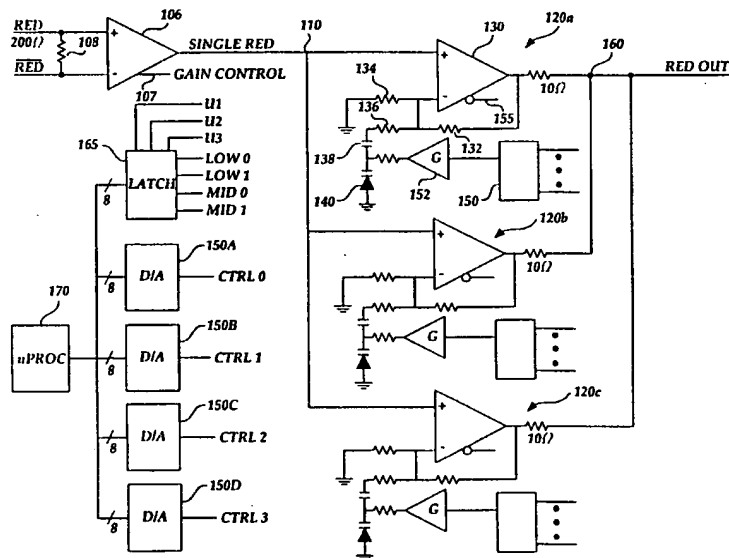 106
RED
+
200Ω
108
SINGLE RED
RED
-
GAIN CONTROL
107
110
130
120a
160
+
134
-
RED OUT
10Ω
136
155
132
138
G
140
152
150
U1
U2
U3
165
LOW 0
LATCH
LOW 1
MID 0
8
MID 1
120b
+
-
10Ω
G
150A
D/A
CTRL 0
8
170
150B
uPROC
D/A
CTRL 1
8
150C
D/A
CTRL 2
8
150D
D/A
CTRL 3
8
120c
+
-
10Ω
G